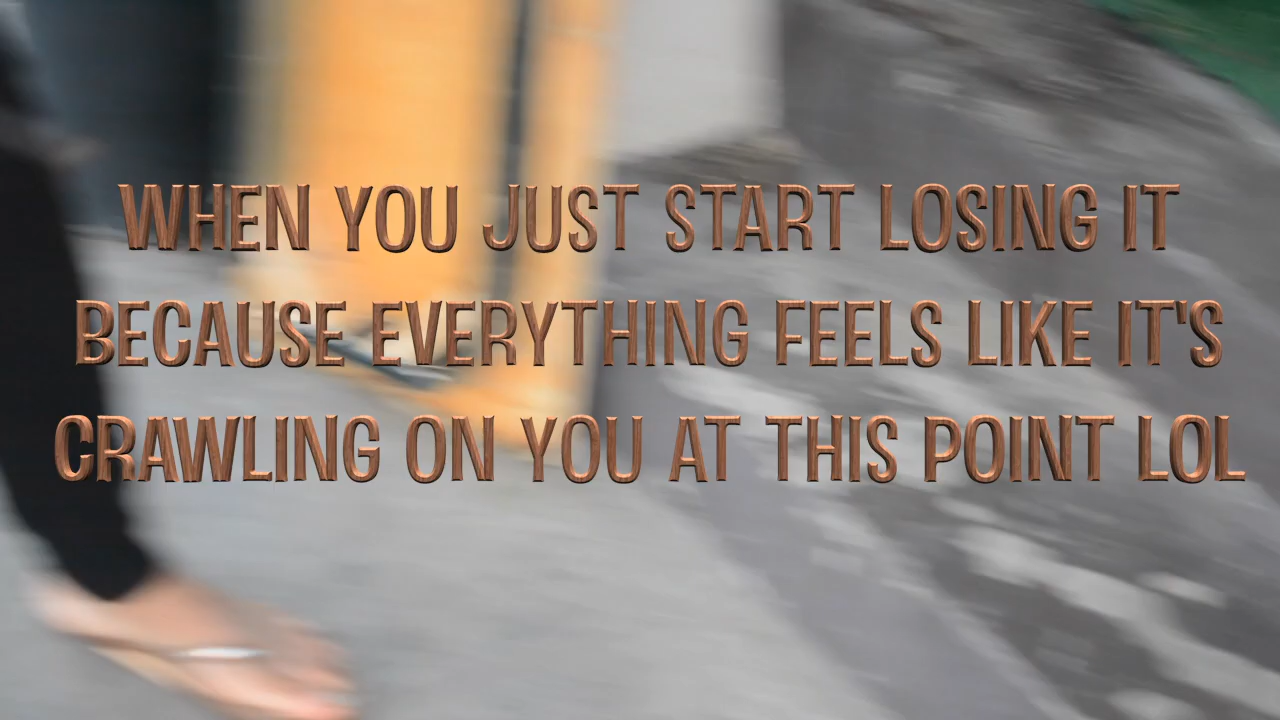 WHEN YOU JUST START LOSING IT
BECAUSE EVERYTHING FEELS LIKE IT'S
CRAWLING ON YOU AT THIS POINT LOL